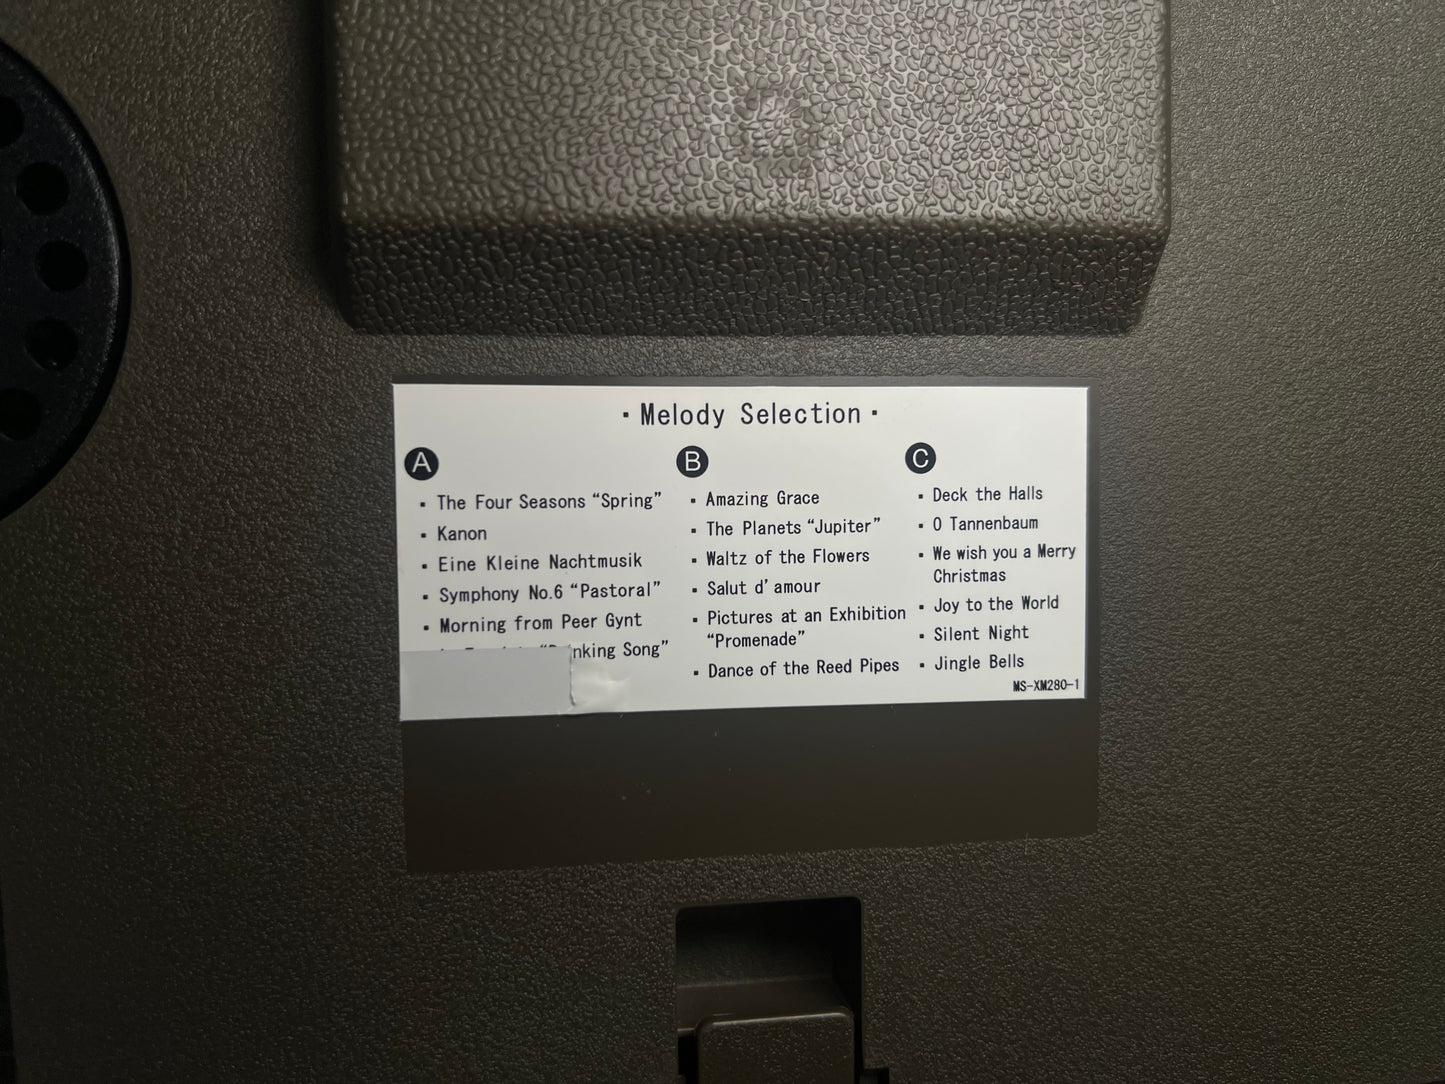 · Melody Selection ·
A
· The Four Seasons “Spring”
· Kanon
· Eine Kleine Nachtmusik
· Symphony No.6 “Pastoral”
· Morning from Peer Gynt
Song”
B
· Amazing Grace
· The Planets “Jupiter”
· Waltz of the Flowers
· Salut d’amour
· Pictures at an Exhibition
“Promenade”
· Dance of the Reed Pipes
C
· Deck the Halls
· O Tannenbaum
· We wish you a Merry
Christmas
· Joy to the World
· Silent Night
· Jingle Bells
MS-XM280-1